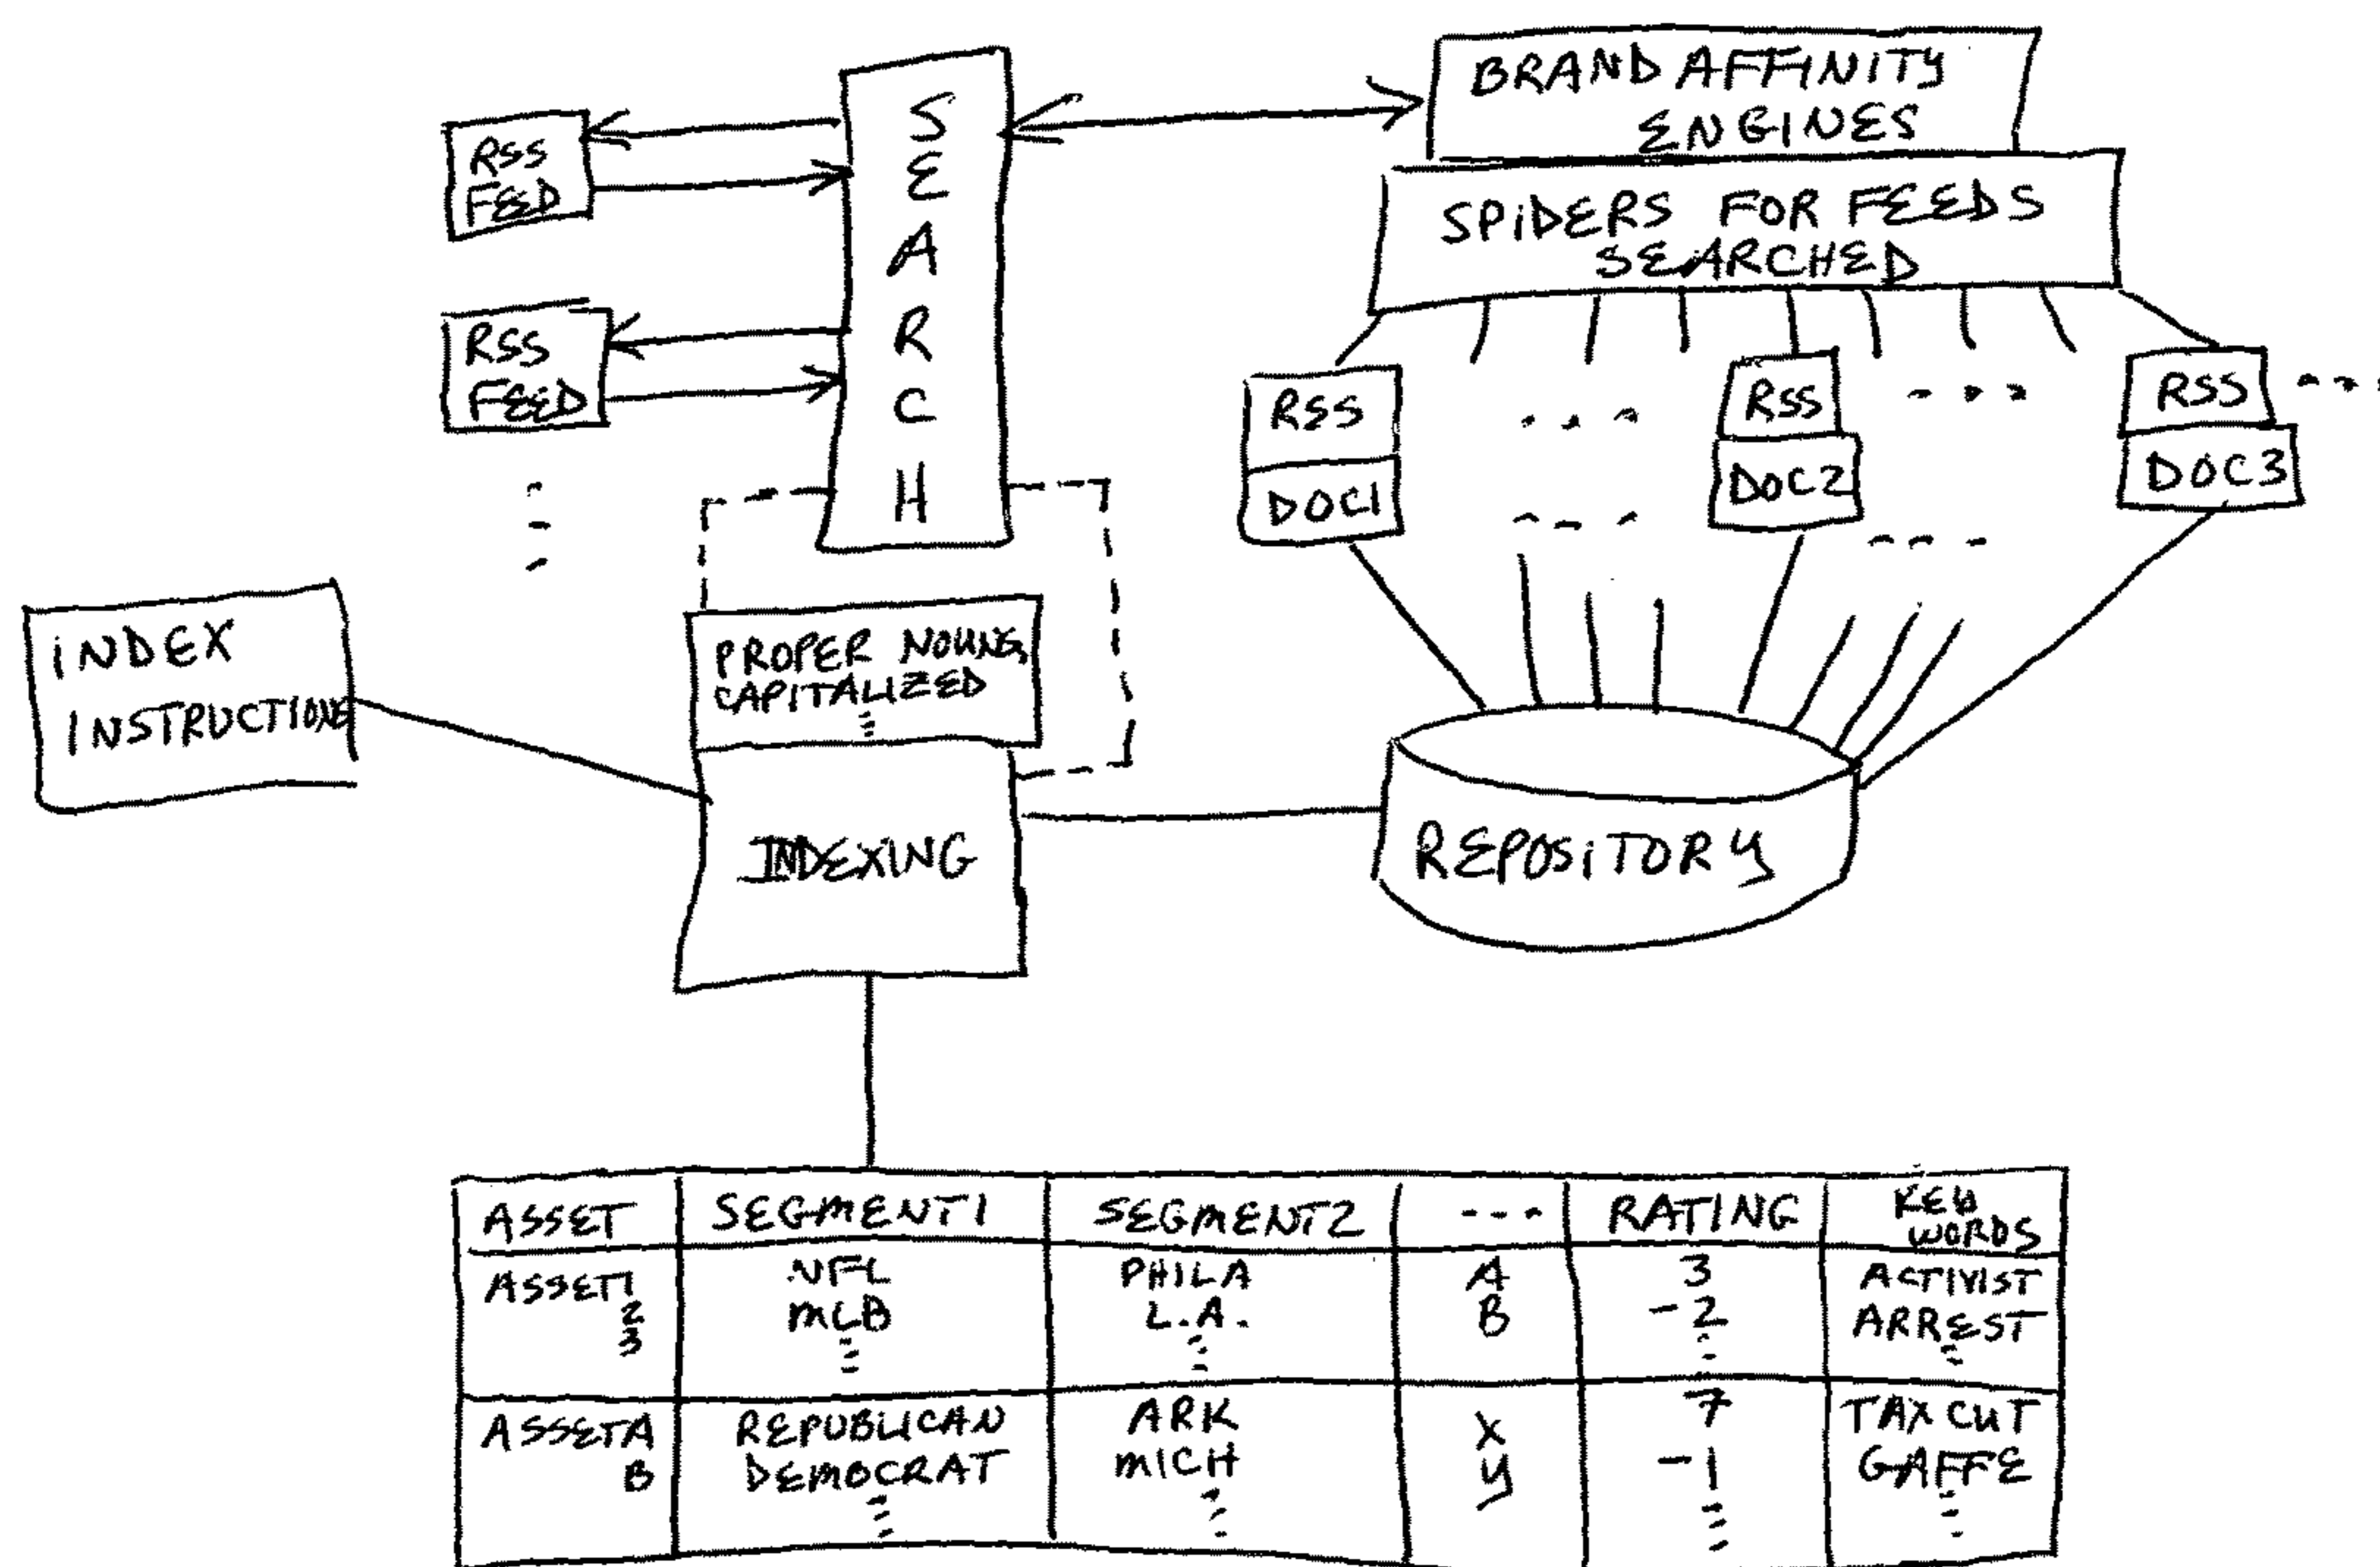 BRAND AFFINITY
ENGINES
SPIDERS FOR FEEDS
SEARCHED
SEARCH
RSS
FEED
RSS
FEED
RSS
DOC1
RSS
DOC2
RSS
DOC3
INDEX
INSTRUCTIONS
PROPER NOUNS,
CAPITALIZED
INDEXING
REPOSITORY
ASSET SEGMENT1 SEGMENT2 --- RATING KEY WORDS
ASSET1 NFL PHILA A 3 ACTIVIST
2 MLB L.A. B -2 ARREST
3
ASSETA REPUBLICAN ARK X 7 TAX CUT
B DEMOCRAT MICH Y -1 GAFFE